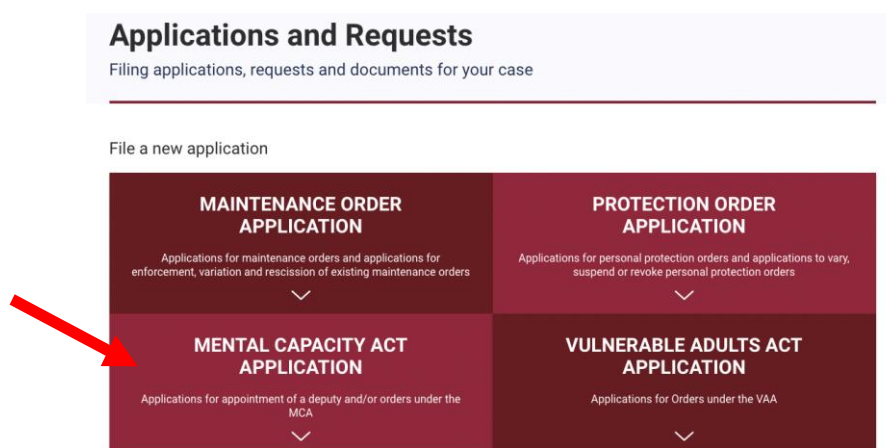 Applications and Requests
Filing applications, requests and documents for your case
File a new application
MAINTENANCE ORDER
APPLICATION
Applications for maintenance orders and applications for
enforcement, variation and rescission of existing maintenance orders
PROTECTION ORDER
APPLICATION
Applications for personal protection orders and applications to vary,
suspend or revoke personal protection orders
MENTAL CAPACITY ACT
APPLICATION
Applications for appointment of a deputy and/or orders under the
MCA
VULNERABLE ADULTS ACT
APPLICATION
Applications for Orders under the VAA